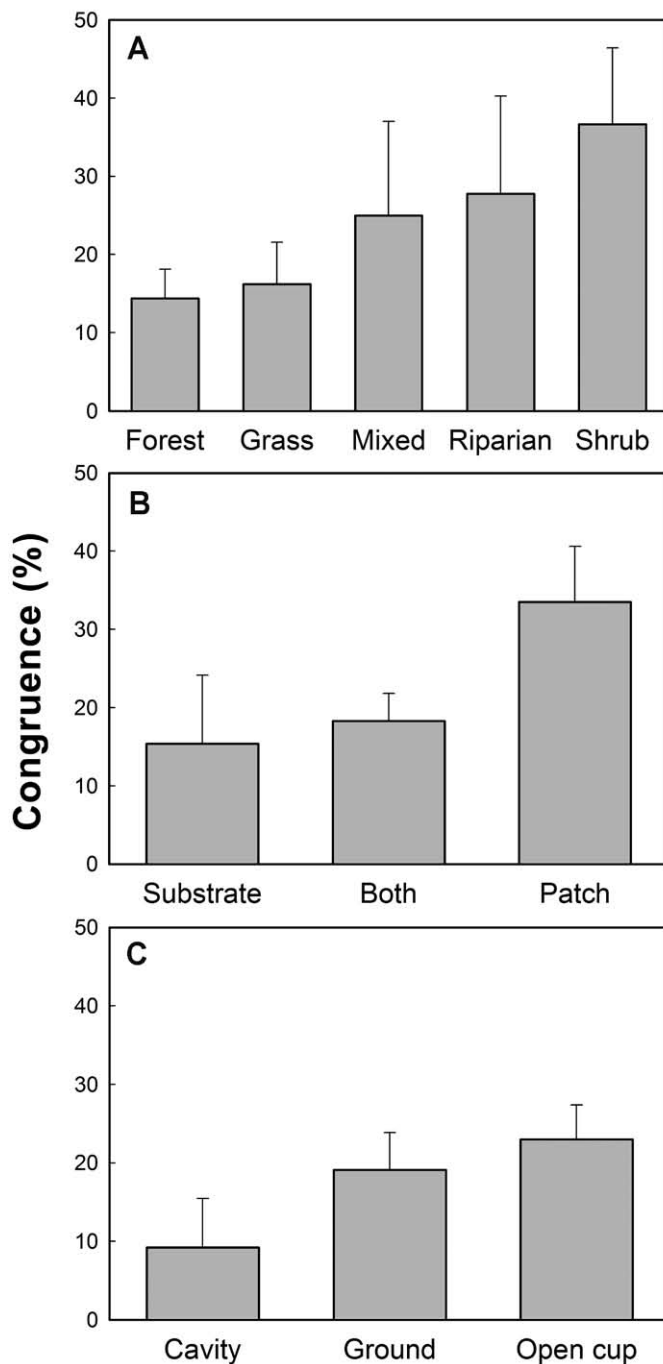 Congruence (%)
A
50
40
30
20
10
0
Forest Grass Mixed Riparian Shrub
B
50
40
30
20
10
0
Substrate Both Patch
C
50
40
30
20
10
0
Cavity Ground Open cup